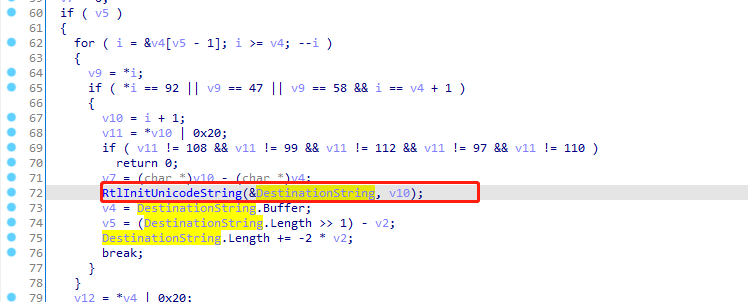 60 if ( v5 )
61 {
62 for ( i = &v4[v5 - 1]; i >= v4; --i )
63 {
64 v9 = *i;
65 if ( *i == 92 || v9 == 47 || v9 == 58 && i == v4 + 1 )
66 {
67 v10 = i + 1;
68 v11 = *v10 | 0x20;
69 if ( v11 != 108 && v11 != 99 && v11 != 112 && v11 != 97 && v11 != 110 )
70 return 0;
71 v7 = (char *)v10 - (char *)v4;
72 RtlInitUnicodeString(&DestinationString, v10);
73 v4 = DestinationString.Buffer;
74 v5 = (DestinationString.Length >> 1) - v2;
75 DestinationString.Length += -2 * v2;
76 break;
77 }
78 }
79 v12 = *v4 | 0x20;